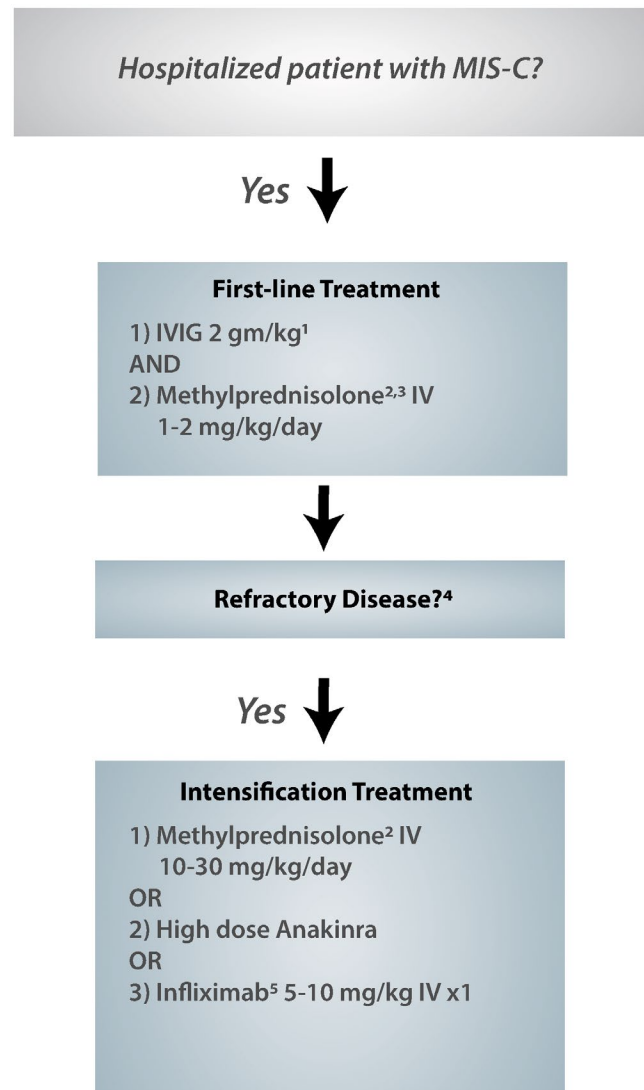 Hospitalized patient with MIS-C?
Yes
First-line Treatment
1) IVIG 2 gm/kg¹
AND
2) Methylprednisolone²,³ IV
1-2 mg/kg/day
Refractory Disease?⁴
Yes
Intensification Treatment
1) Methylprednisolone² IV
10-30 mg/kg/day
OR
2) High dose Anakinra
OR
3) Infliximab⁵ 5-10 mg/kg IV x1